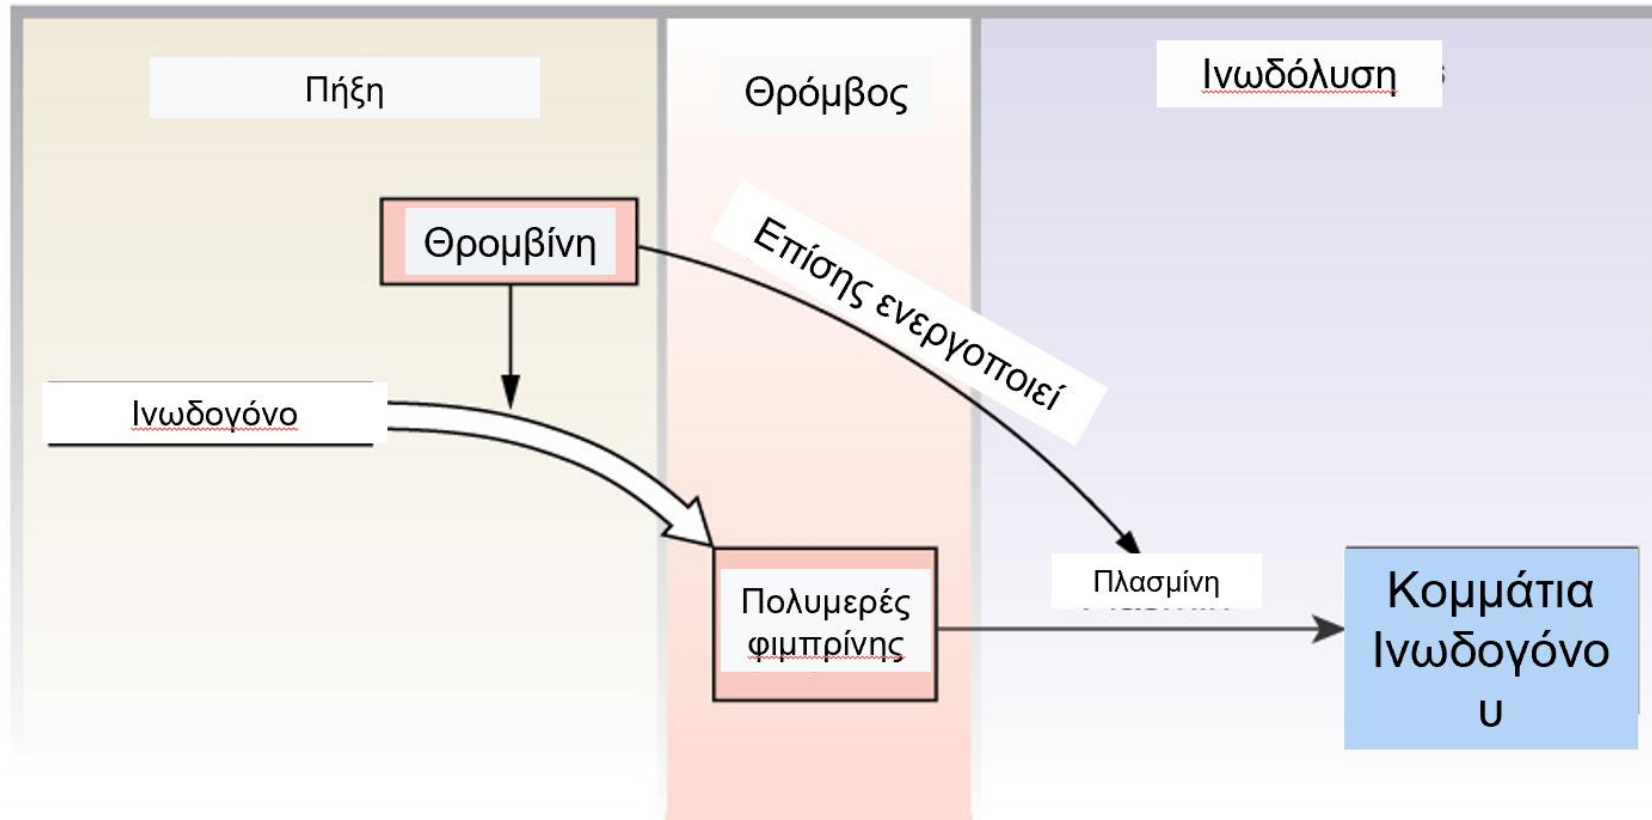 Πήξη
Θρόμβος
Ινωδόλυση
Θρομβίνη
Επίσης ενεργοποιεί
Ινωδογόνο
Πολυμερές
φιμπρίνης
Πλασμίνη
Κομμάτια
Ινωδογόνο
υ